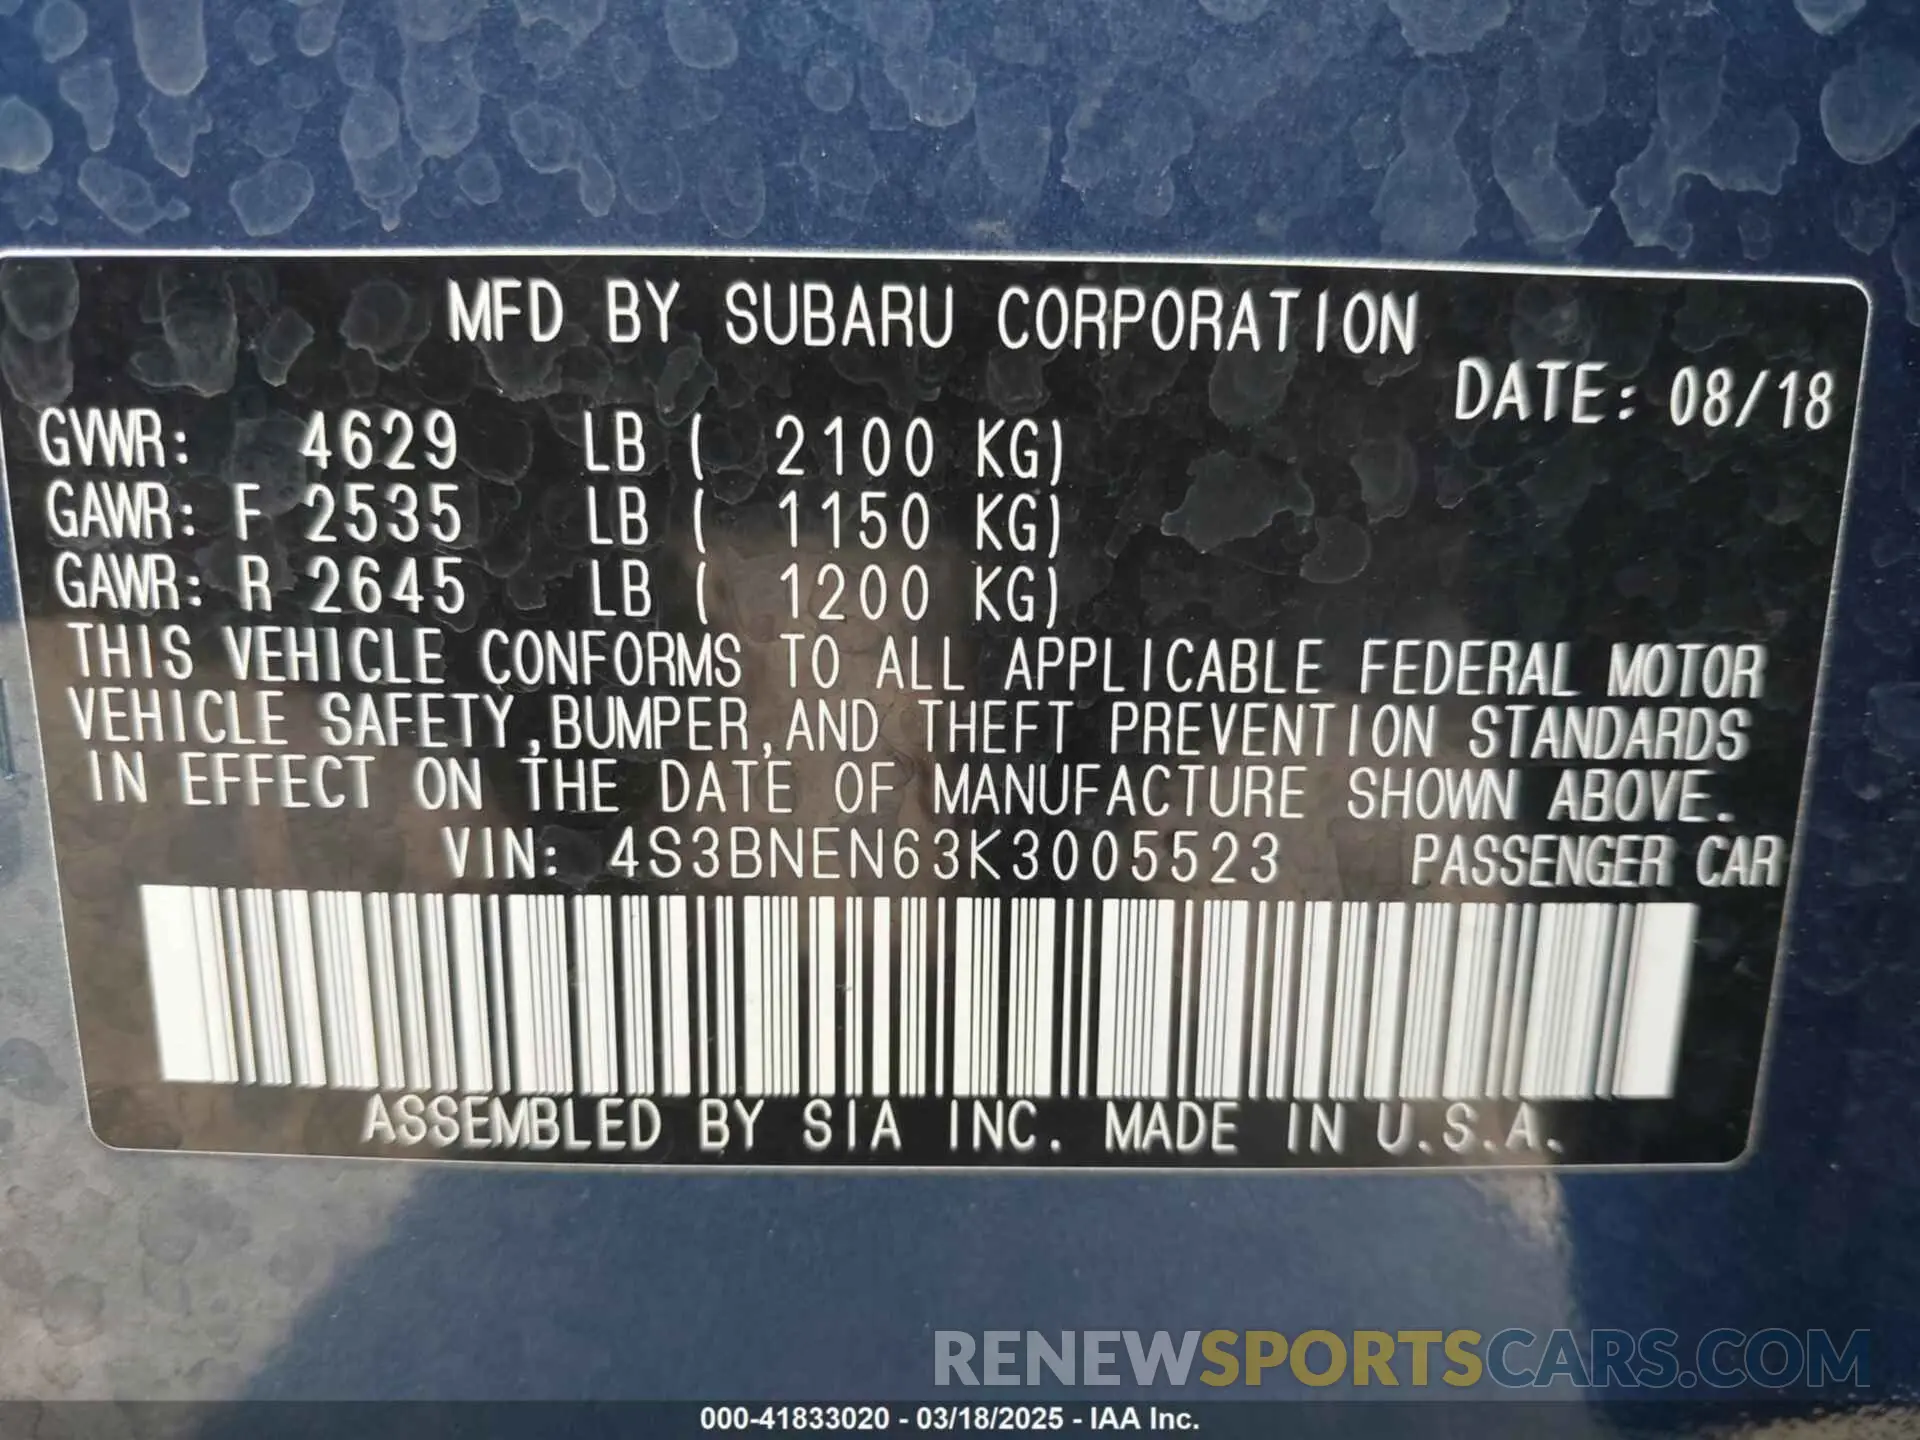 MFD BY SUBARU CORPORATION
DATE: 08/18
GVWR: 4629 LB ( 2100 KG)
GAWR: F 2535 LB ( 1150 KG)
GAWR: R 2645 LB ( 1200 KG)
THIS VEHICLE CONFORMS TO ALL APPLICABLE FEDERAL MOTOR
VEHICLE SAFETY,BUMPER,AND THEFT PREVENTION STANDARDS
IN EFFECT ON THE DATE OF MANUFACTURE SHOWN ABOVE.
VIN: 4S3BNEN63K3005523 PASSENGER CAR
ASSEMBLED BY SIA INC. MADE IN U.S.A.
RENEWSPORTSCARS.COM
000-41833020 - 03/18/2025 - IAA Inc.